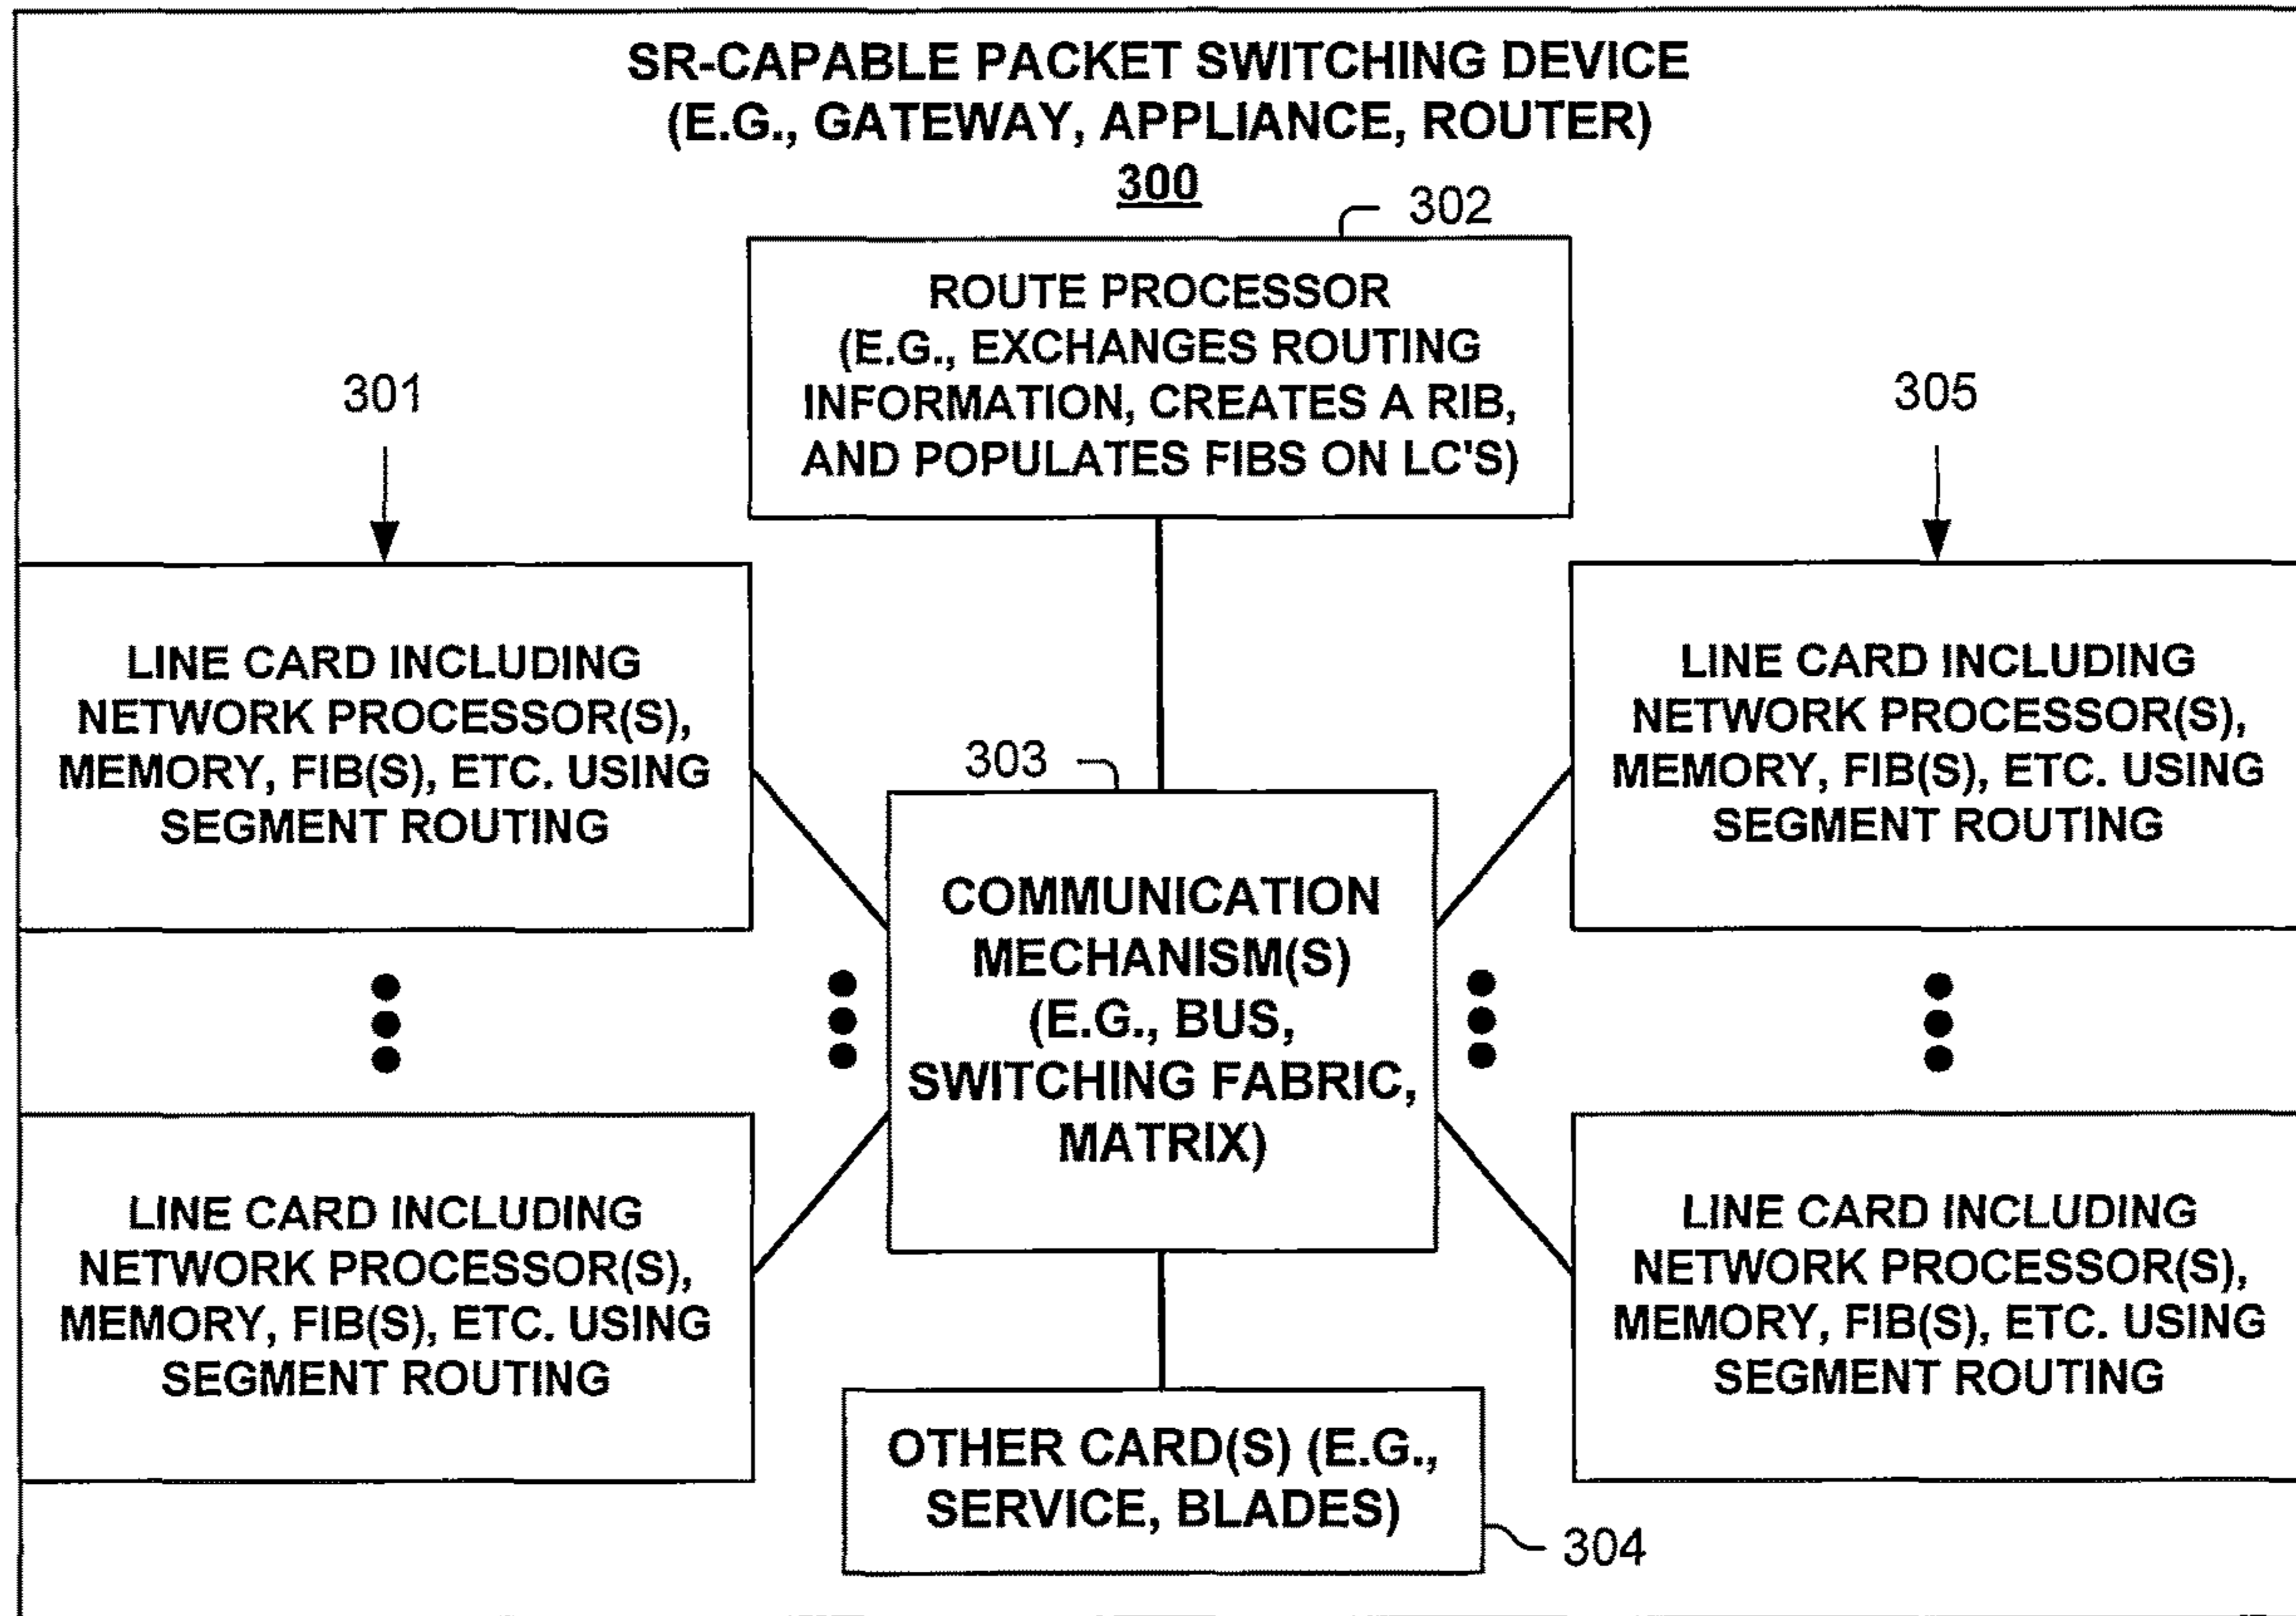 SR-CAPABLE PACKET SWITCHING DEVICE
(E.G., GATEWAY, APPLIANCE, ROUTER)
300
302
ROUTE PROCESSOR
(E.G., EXCHANGES ROUTING
INFORMATION, CREATES A RIB,
AND POPULATES FIBS ON LC'S)
301
305
LINE CARD INCLUDING
NETWORK PROCESSOR(S),
MEMORY, FIB(S), ETC. USING
SEGMENT ROUTING
LINE CARD INCLUDING
NETWORK PROCESSOR(S),
MEMORY, FIB(S), ETC. USING
SEGMENT ROUTING
303
COMMUNICATION
MECHANISM(S)
(E.G., BUS,
SWITCHING FABRIC,
MATRIX)
LINE CARD INCLUDING
NETWORK PROCESSOR(S),
MEMORY, FIB(S), ETC. USING
SEGMENT ROUTING
LINE CARD INCLUDING
NETWORK PROCESSOR(S),
MEMORY, FIB(S), ETC. USING
SEGMENT ROUTING
OTHER CARD(S) (E.G.,
SERVICE, BLADES)
304